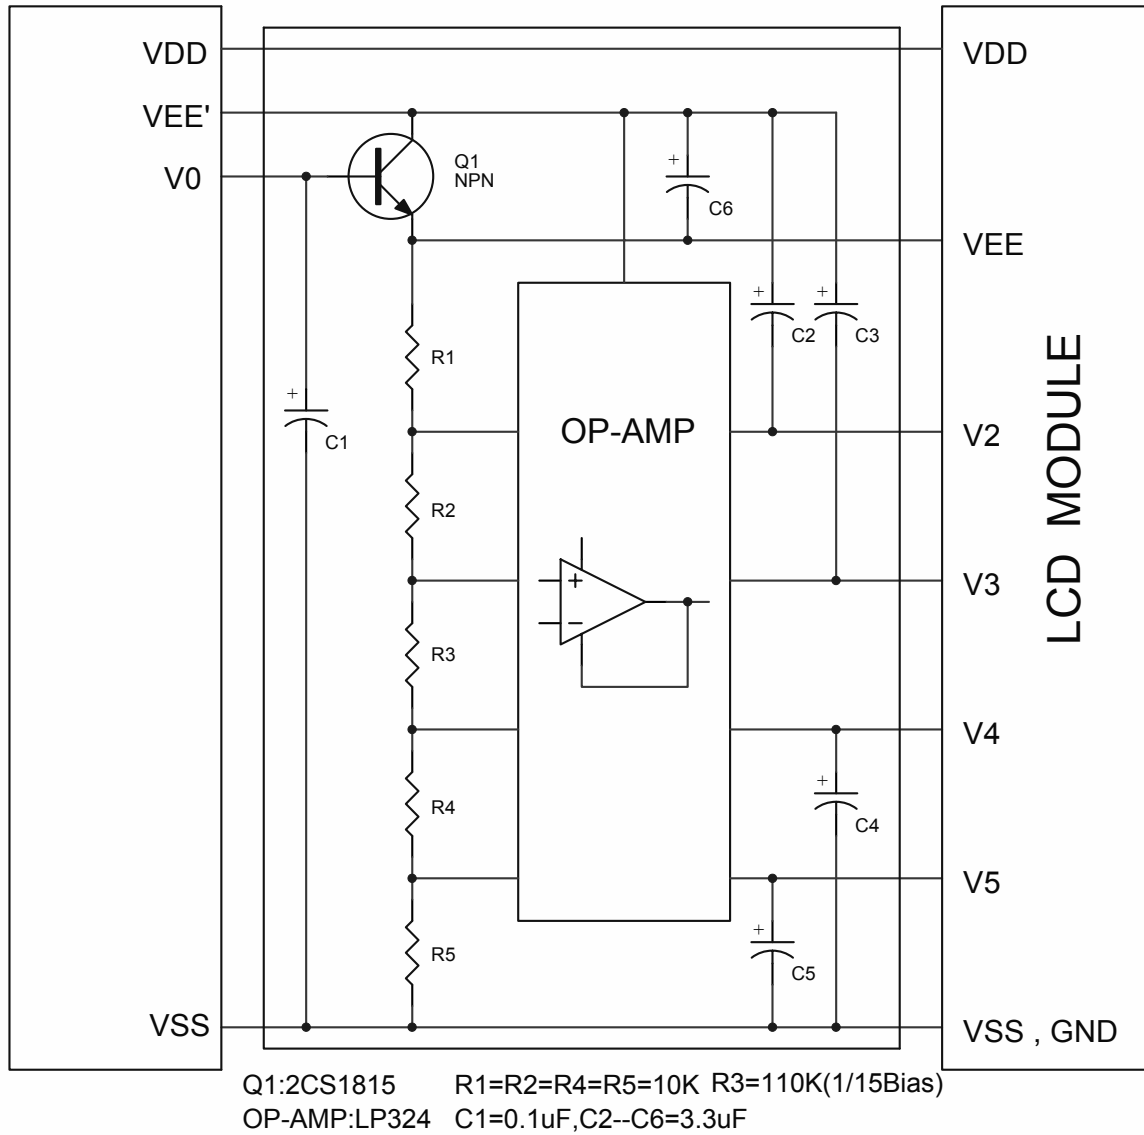 VDD
VDD
VEE'
Q1
NPN
V0
+
C6
VEE
+
+
C2
C3
R1
+
C1
OP-AMP
V2
R2
+
V3
−
R3
LCD MODULE
V4
+
R4
C4
V5
+
R5
C5
VSS
VSS , GND
Q1:2CS1815 R1=R2=R4=R5=10K R3=110K(1/15Bias)
OP-AMP:LP324 C1=0.1uF,C2--C6=3.3uF